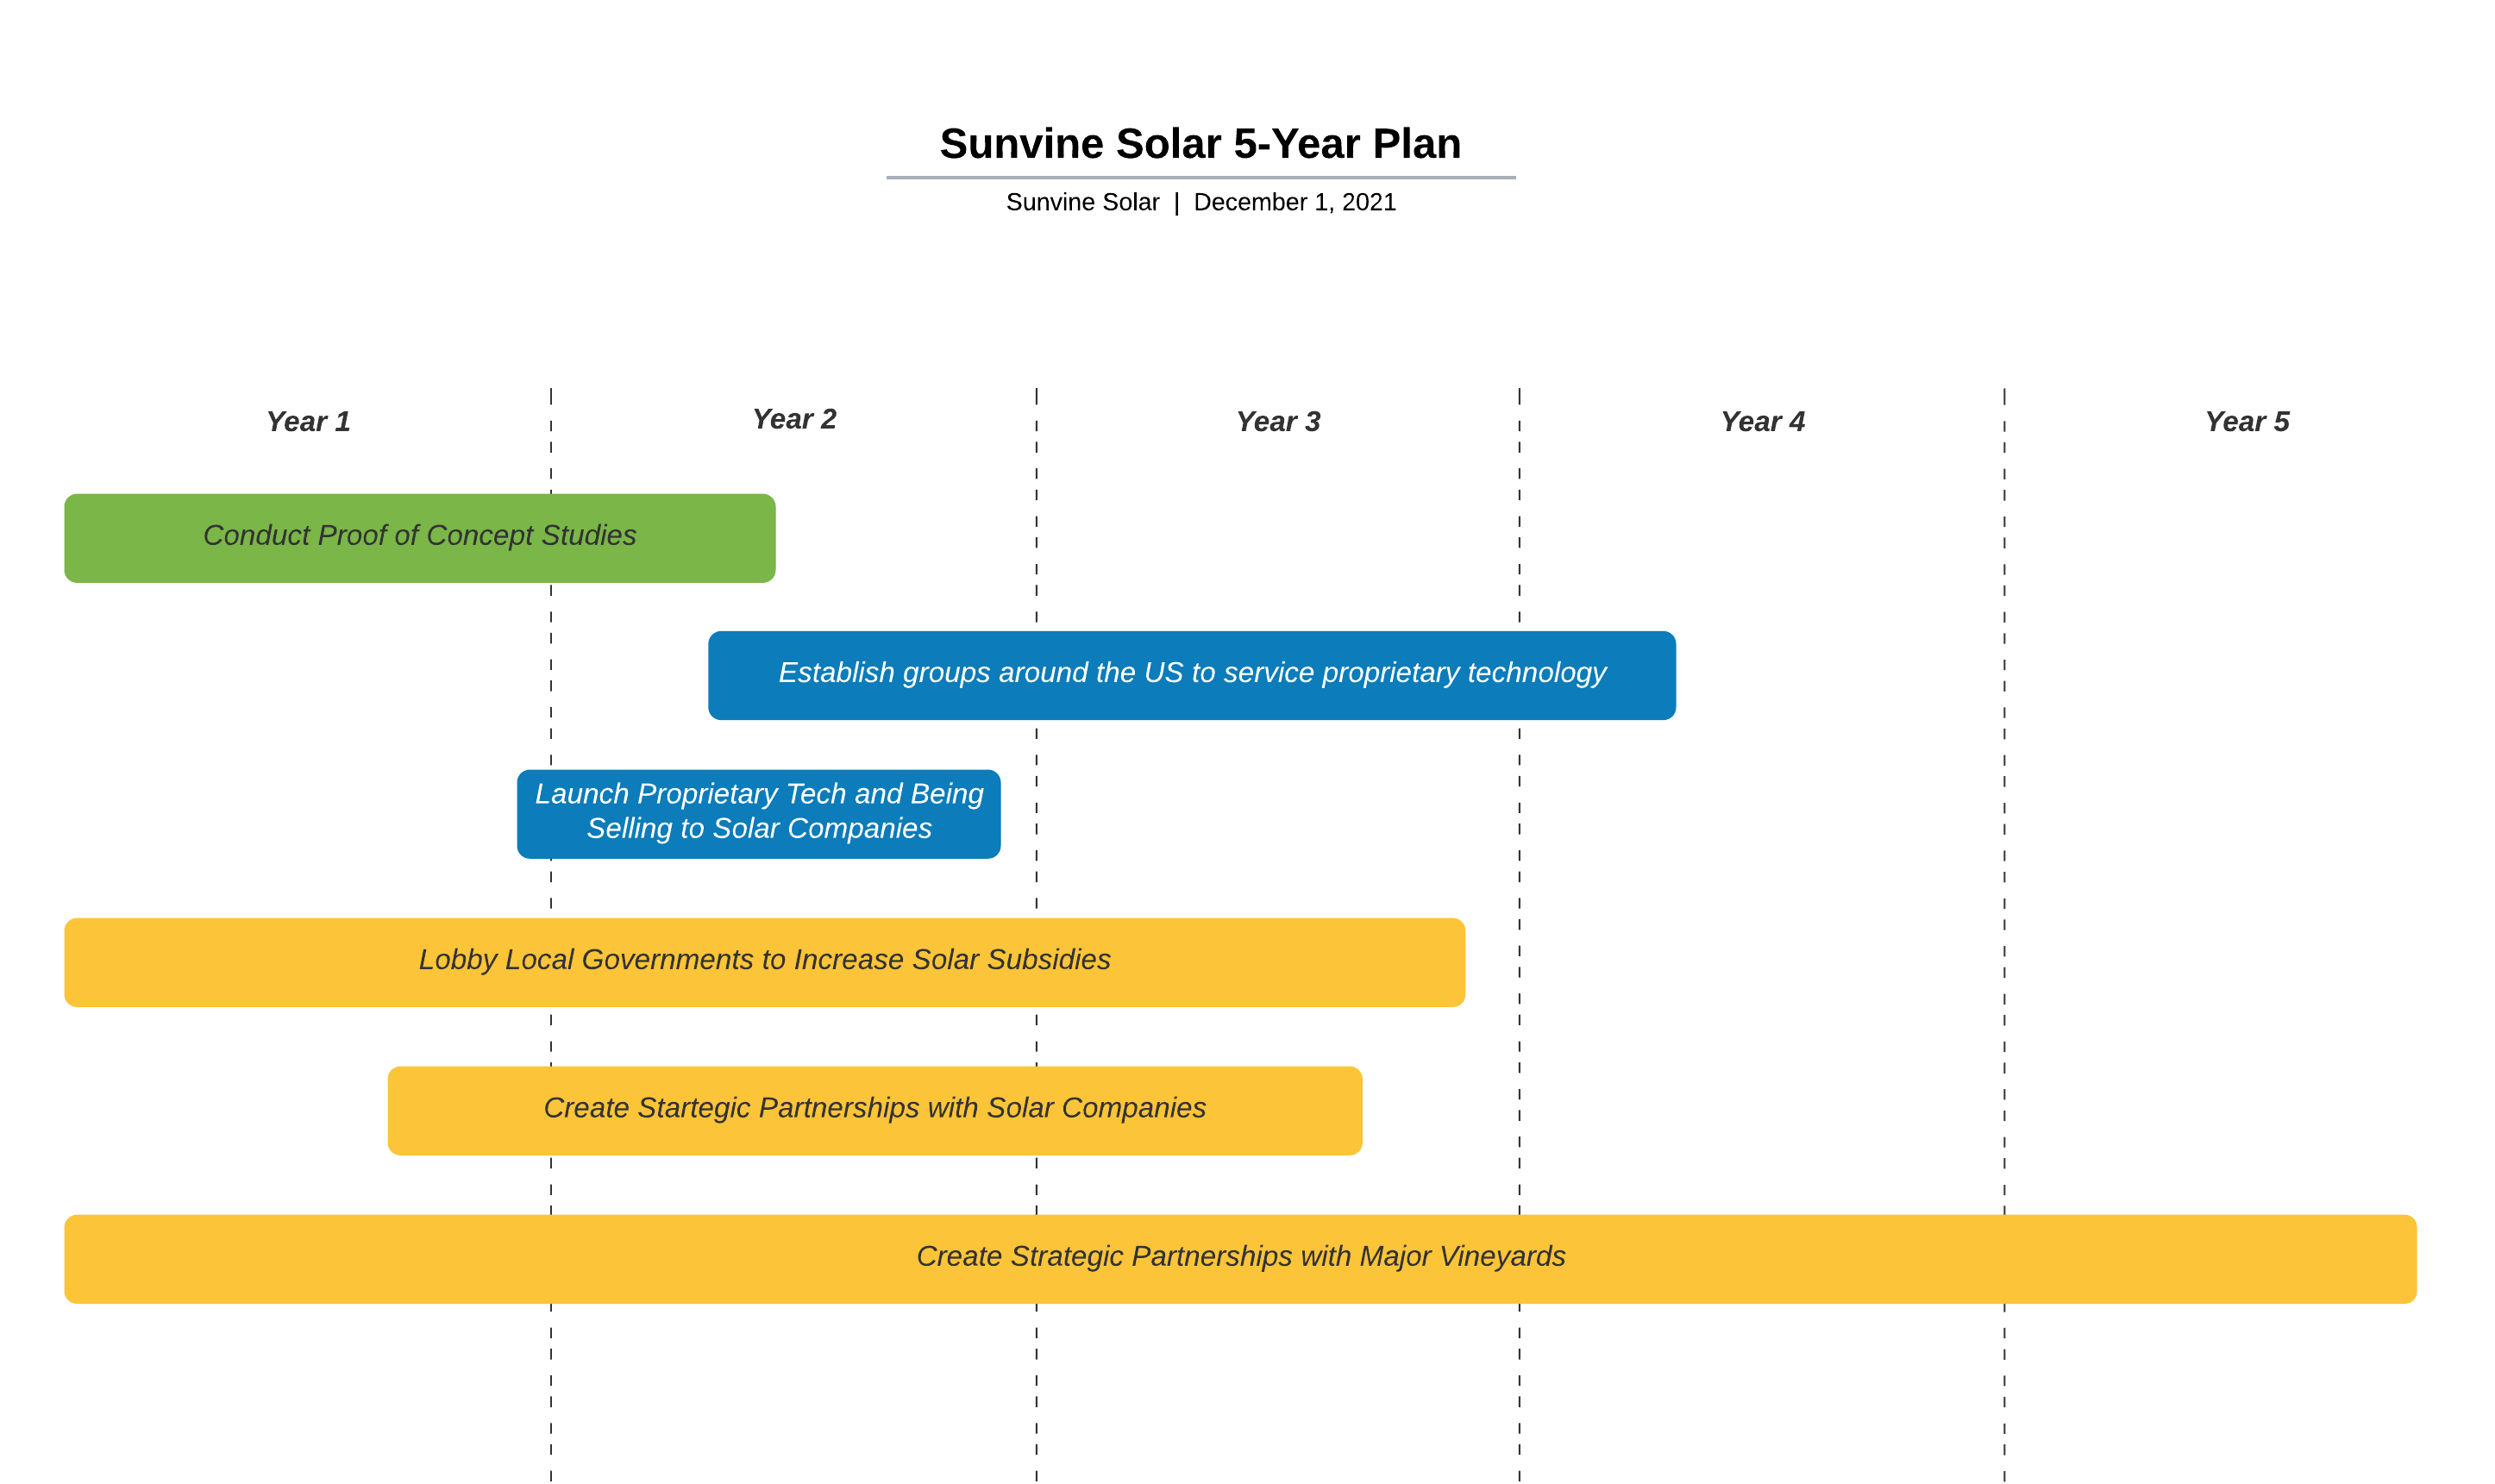 Sunvine Solar 5-Year Plan
Sunvine Solar | December 1, 2021
Year 1
Year 2
Year 3
Year 4
Year 5
Conduct Proof of Concept Studies
Establish groups around the US to service proprietary technology
Launch Proprietary Tech and Being
Selling to Solar Companies
Lobby Local Governments to Increase Solar Subsidies
Create Startegic Partnerships with Solar Companies
Create Strategic Partnerships with Major Vineyards